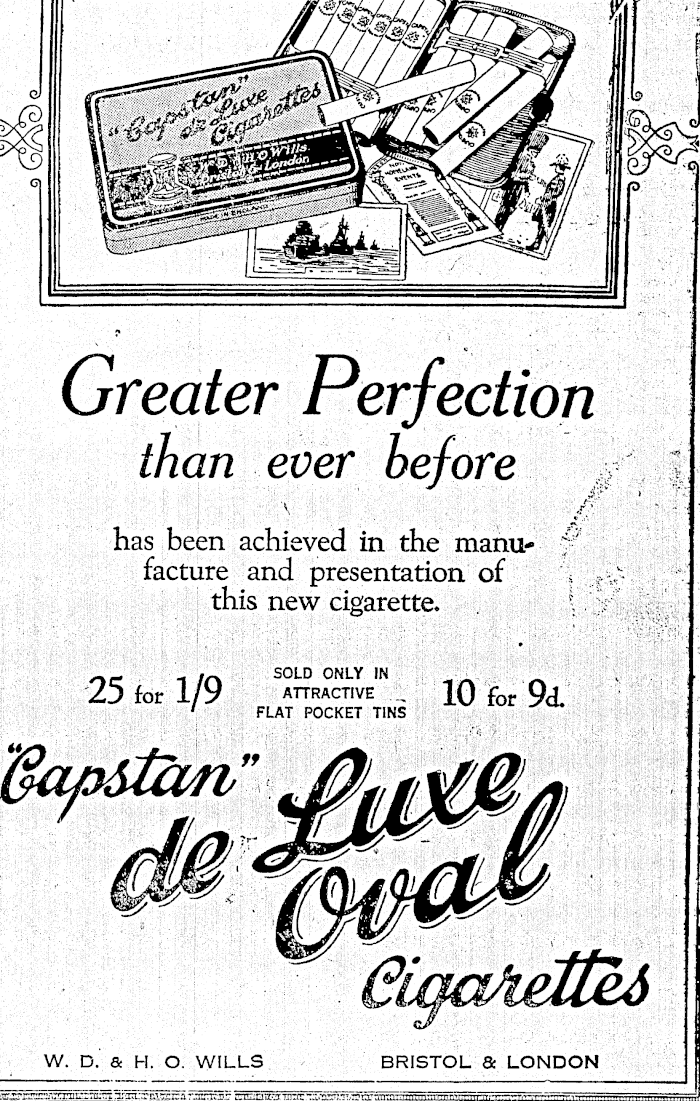 "Capstan"
de Luxe
Cigarettes
W.D. & H.O. Wills
Bristol & London
MADE IN ENGLAND
NAVAL
EVENTS
Greater Perfection
than ever before
has been achieved in the manu-
facture and presentation of
this new cigarette.
25 for 1/9
SOLD ONLY IN
ATTRACTIVE
FLAT POCKET TINS
10 for 9d.
"Capstan"
de Luxe
Oval
Cigarettes
W. D. & H. O. WILLS BRISTOL & LONDON